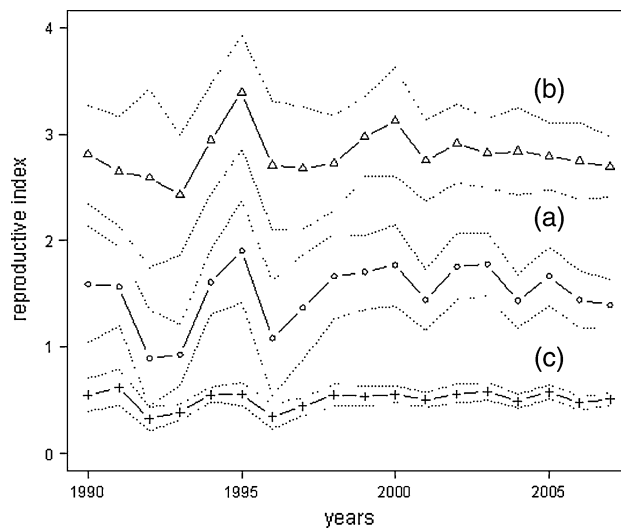 4
(b)
3
(a)
2
reproductive index
1
(c)
0
1990 1995 2000 2005
years